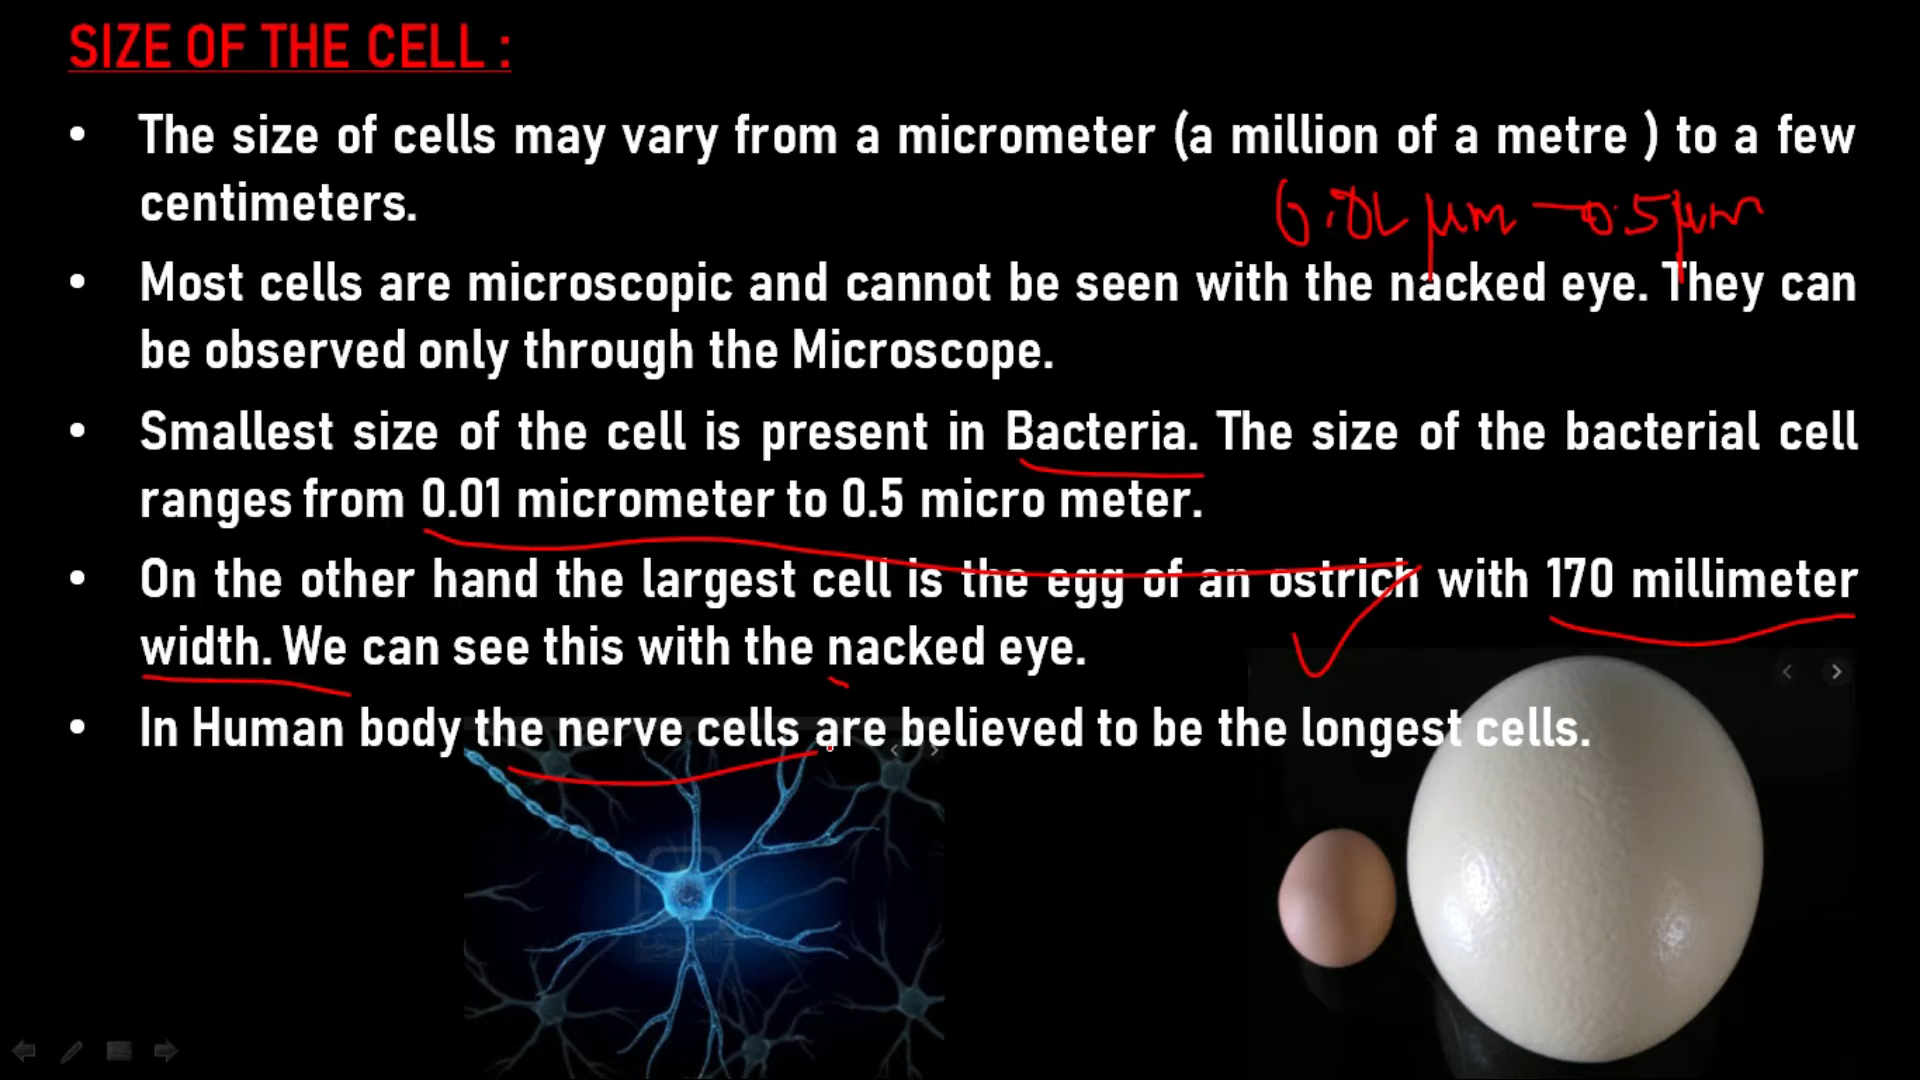 SIZE OF THE CELL :
• The size of cells may vary from a micrometer (a million of a metre ) to a few
centimeters.
0.01 μm – 0.5 μm
• Most cells are microscopic and cannot be seen with the nacked eye. They can
be observed only through the Microscope.
• Smallest size of the cell is present in Bacteria. The size of the bacterial cell
ranges from 0.01 micrometer to 0.5 micro meter.
• On the other hand the largest cell is the egg of an ostrich with 170 millimeter
width. We can see this with the nacked eye.
• In Human body the nerve cells are believed to be the longest cells.